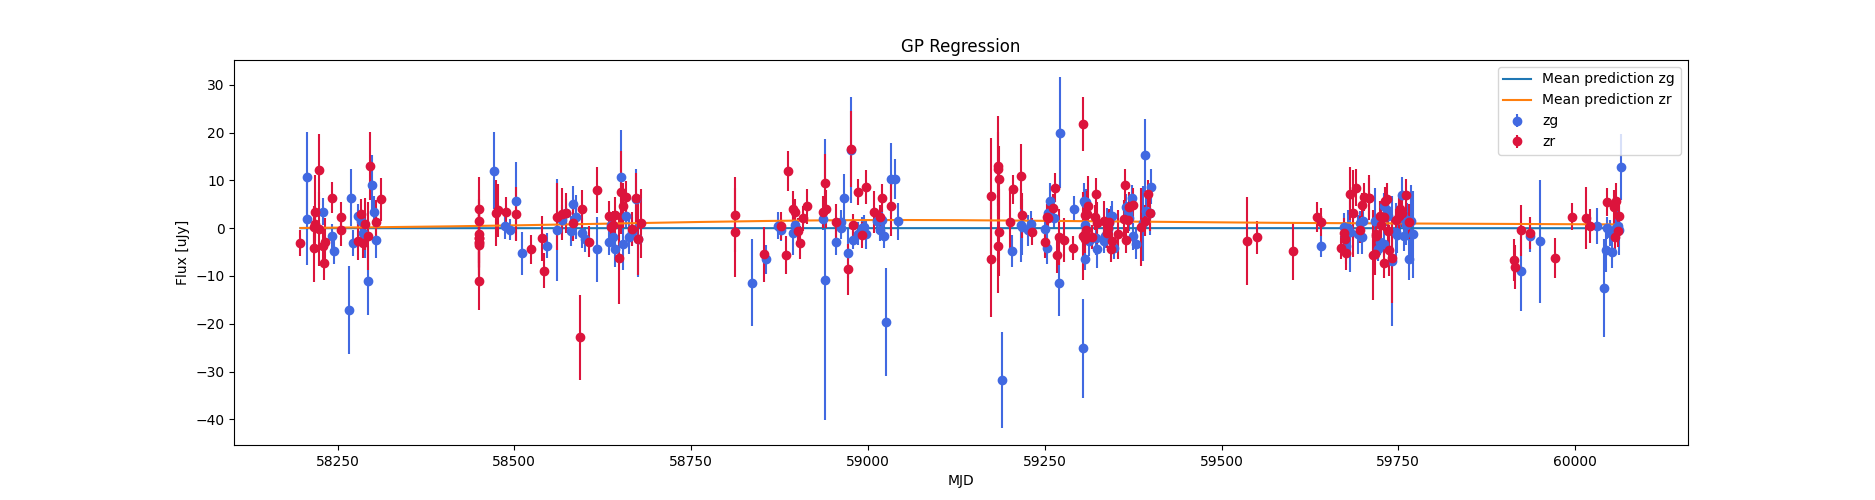 GP Regression
Flux [uJy]
30
20
10
0
−10
−20
−30
−40
58250
58500
58750
59000
59250
59500
59750
60000
MJD
Mean prediction zg
Mean prediction zr
zg
zr